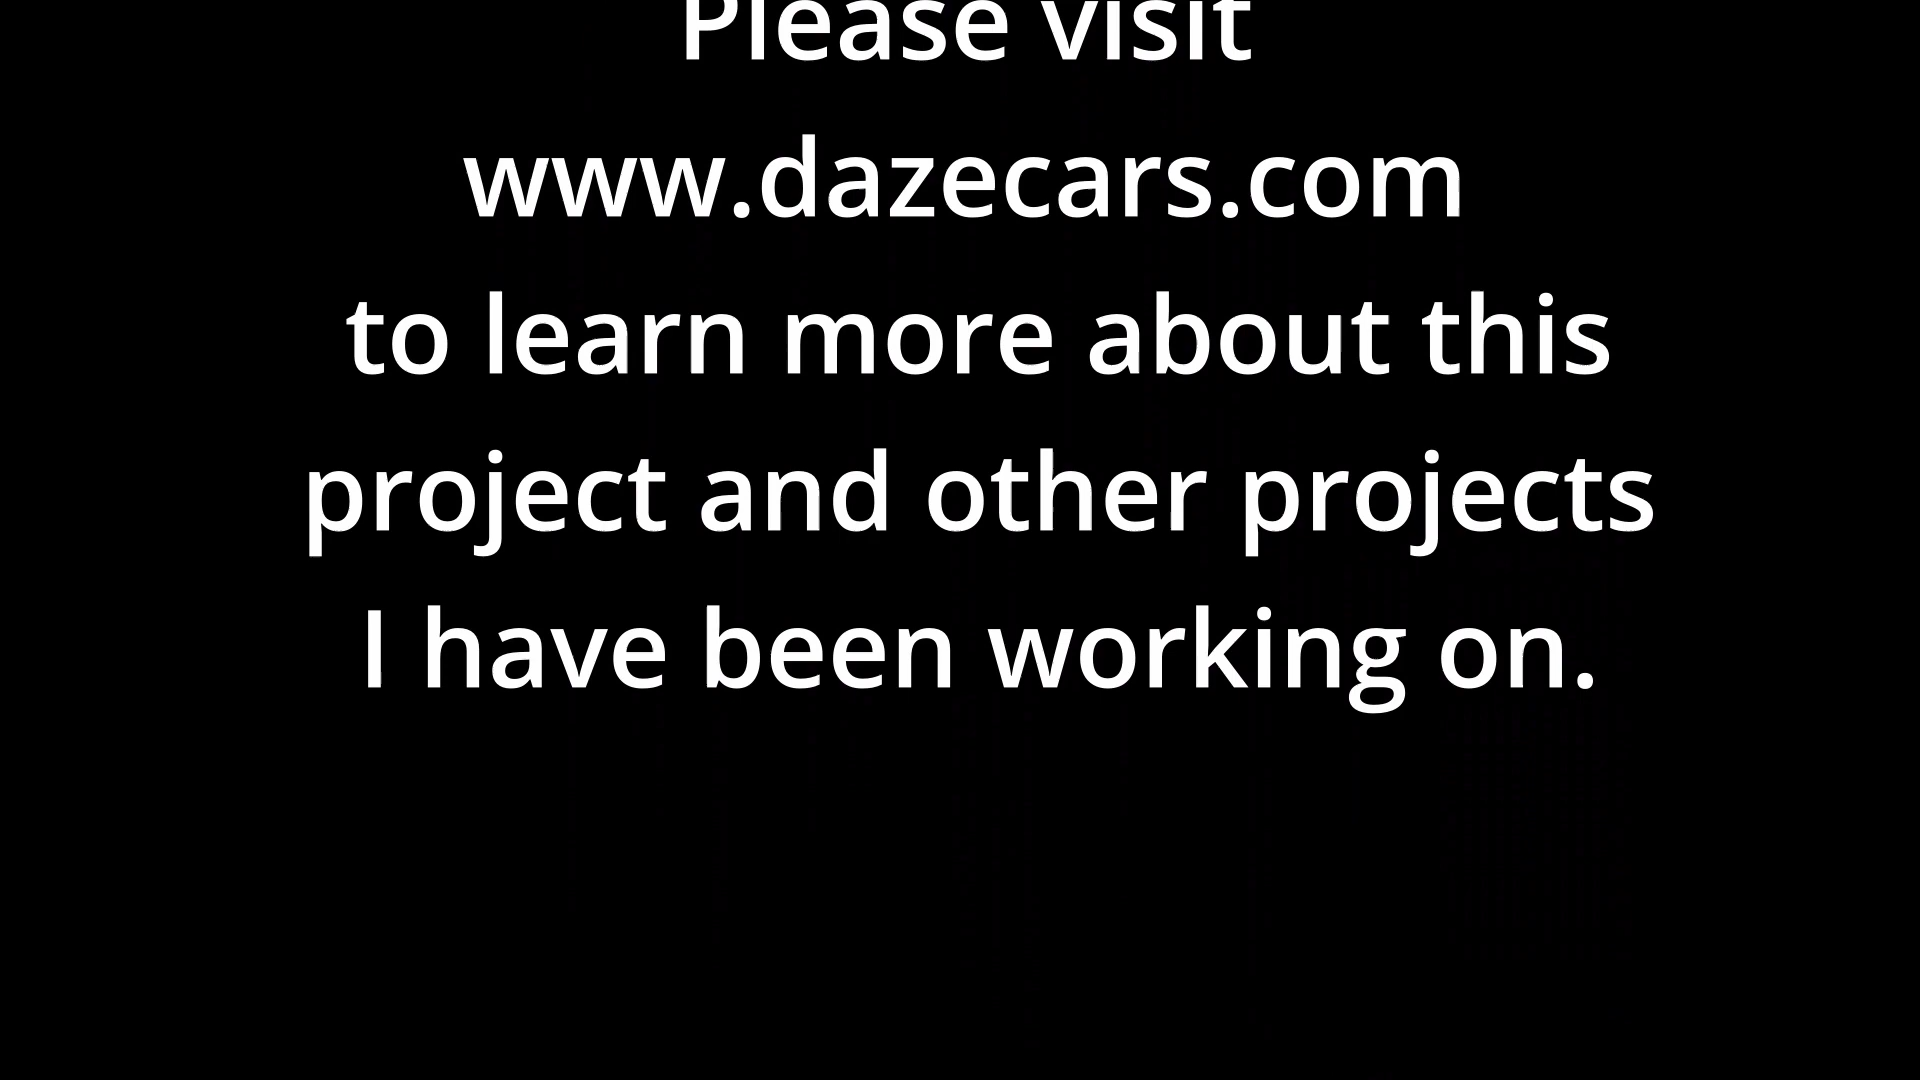 Please visit
www.dazecars.com
to learn more about this
project and other projects
I have been working on.